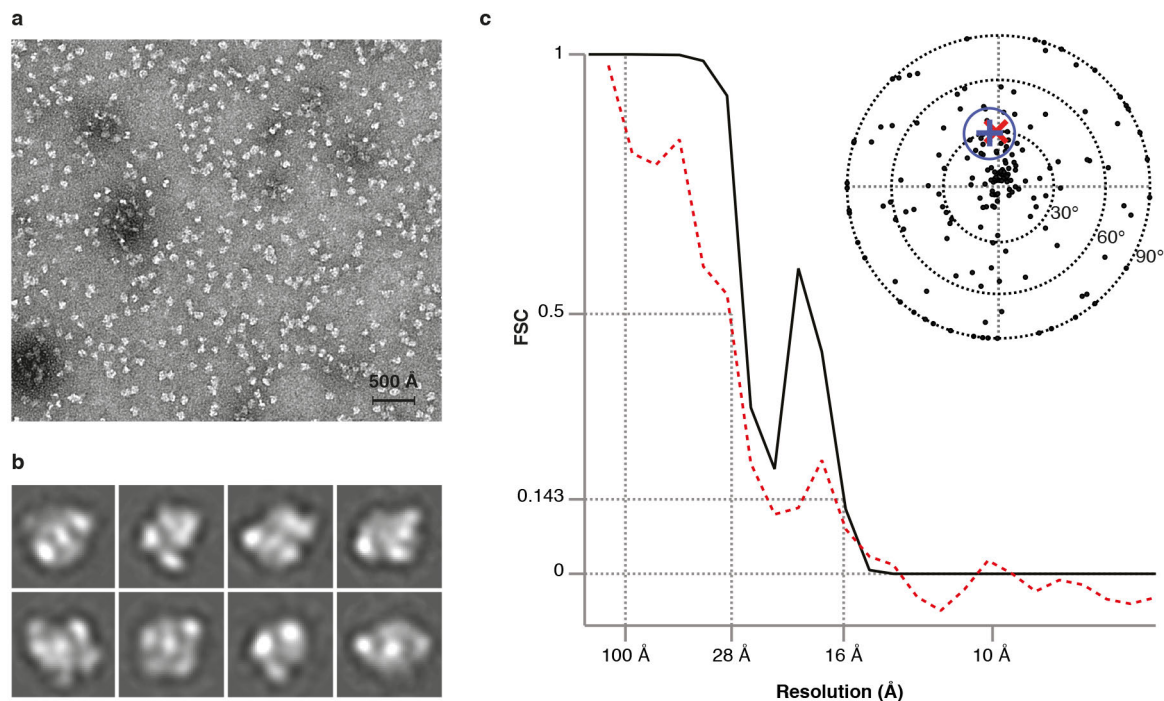 a
500 Å
b
c
1
0.5
0.143
0
FSC
100 Å
28 Å
16 Å
10 Å
Resolution (Å)
30°
60°
90°